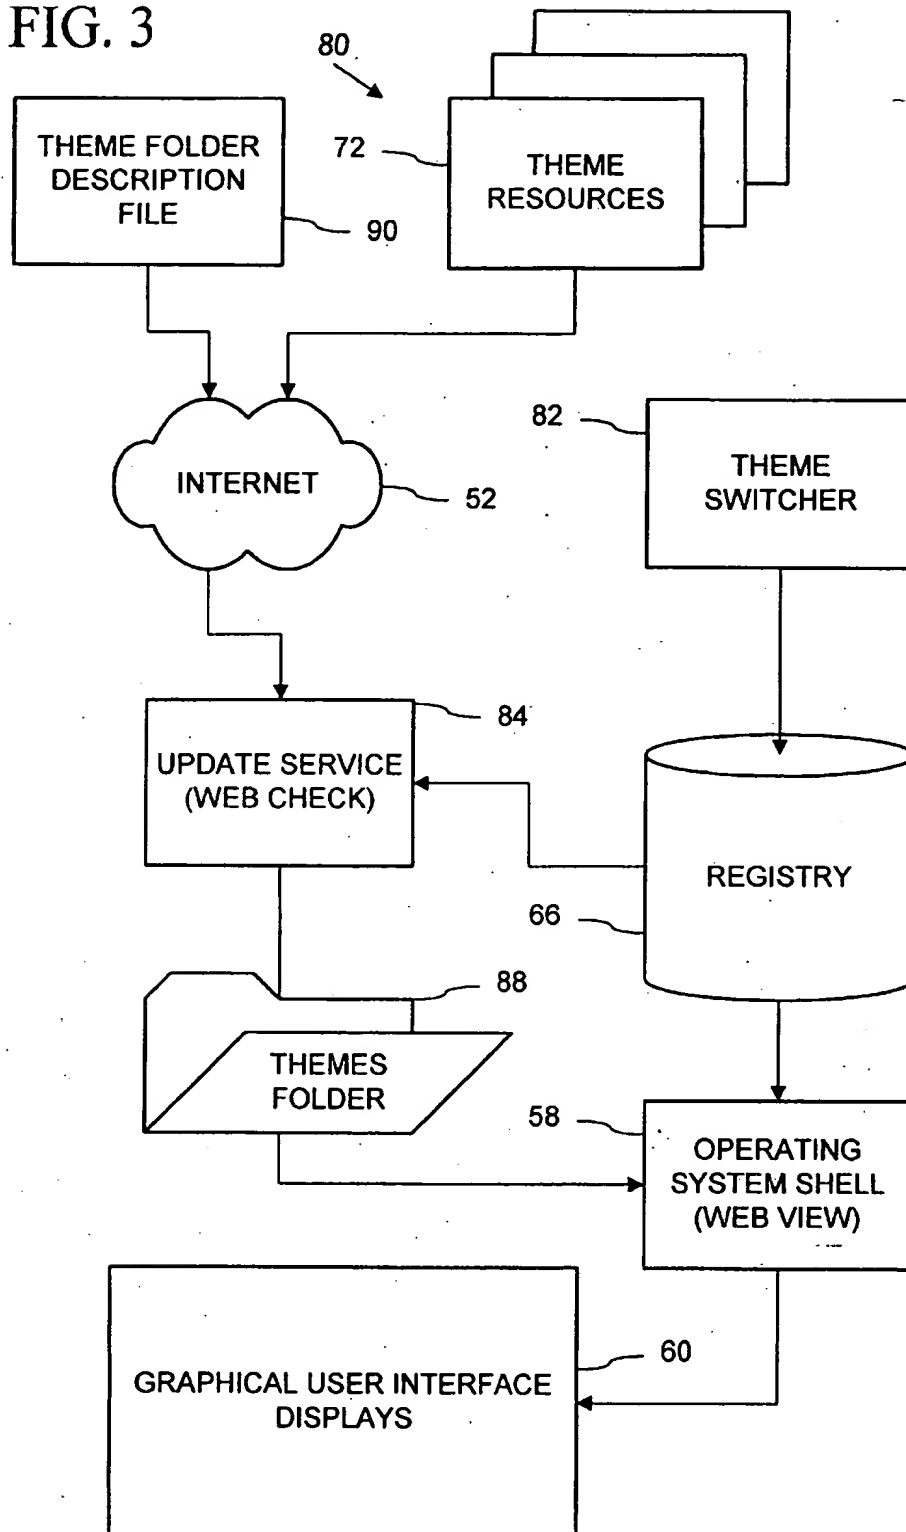 FIG. 3
80
THEME FOLDER
DESCRIPTION
FILE
90
72
THEME
RESOURCES
INTERNET
52
82
THEME
SWITCHER
84
UPDATE SERVICE
(WEB CHECK)
REGISTRY
66
88
THEMES
FOLDER
58
OPERATING
SYSTEM SHELL
(WEB VIEW)
60
GRAPHICAL USER INTERFACE
DISPLAYS